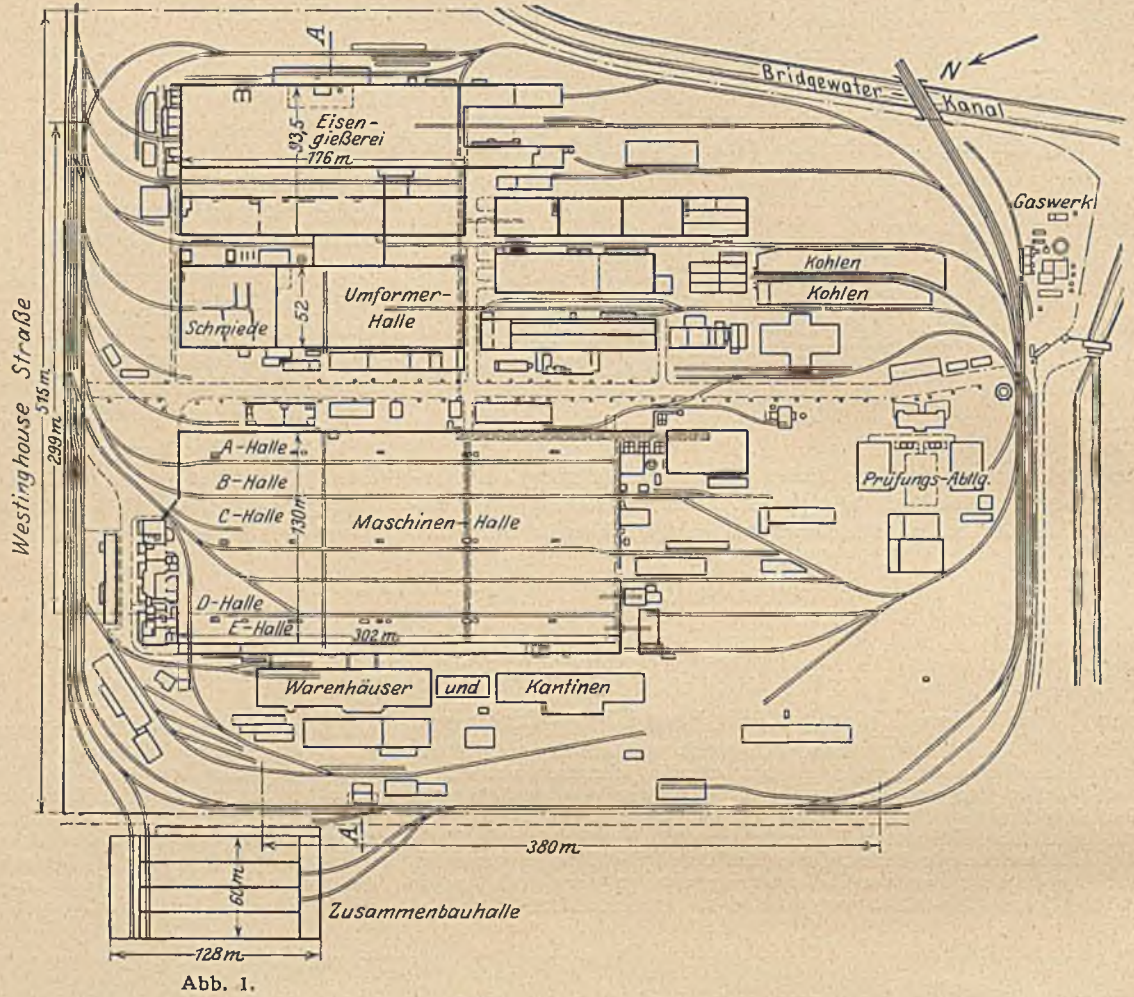 A
Bridgewater - Kanal
N
Eisen-
gießerei
93,5
176 m
Gaswerk
Kohlen
Kohlen
Umformer-
Halle
Schmiede
52
Westinghouse Straße
515 m
299 m
A-Halle
B-Halle
C-Halle
130 m
Maschinen-Halle
Prüfungs-Abtlg.
D-Halle
E-Halle
302 m
Warenhäuser und Kantinen
A
380 m
60 m
Zusammenbauhalle
128 m
Abb. 1.